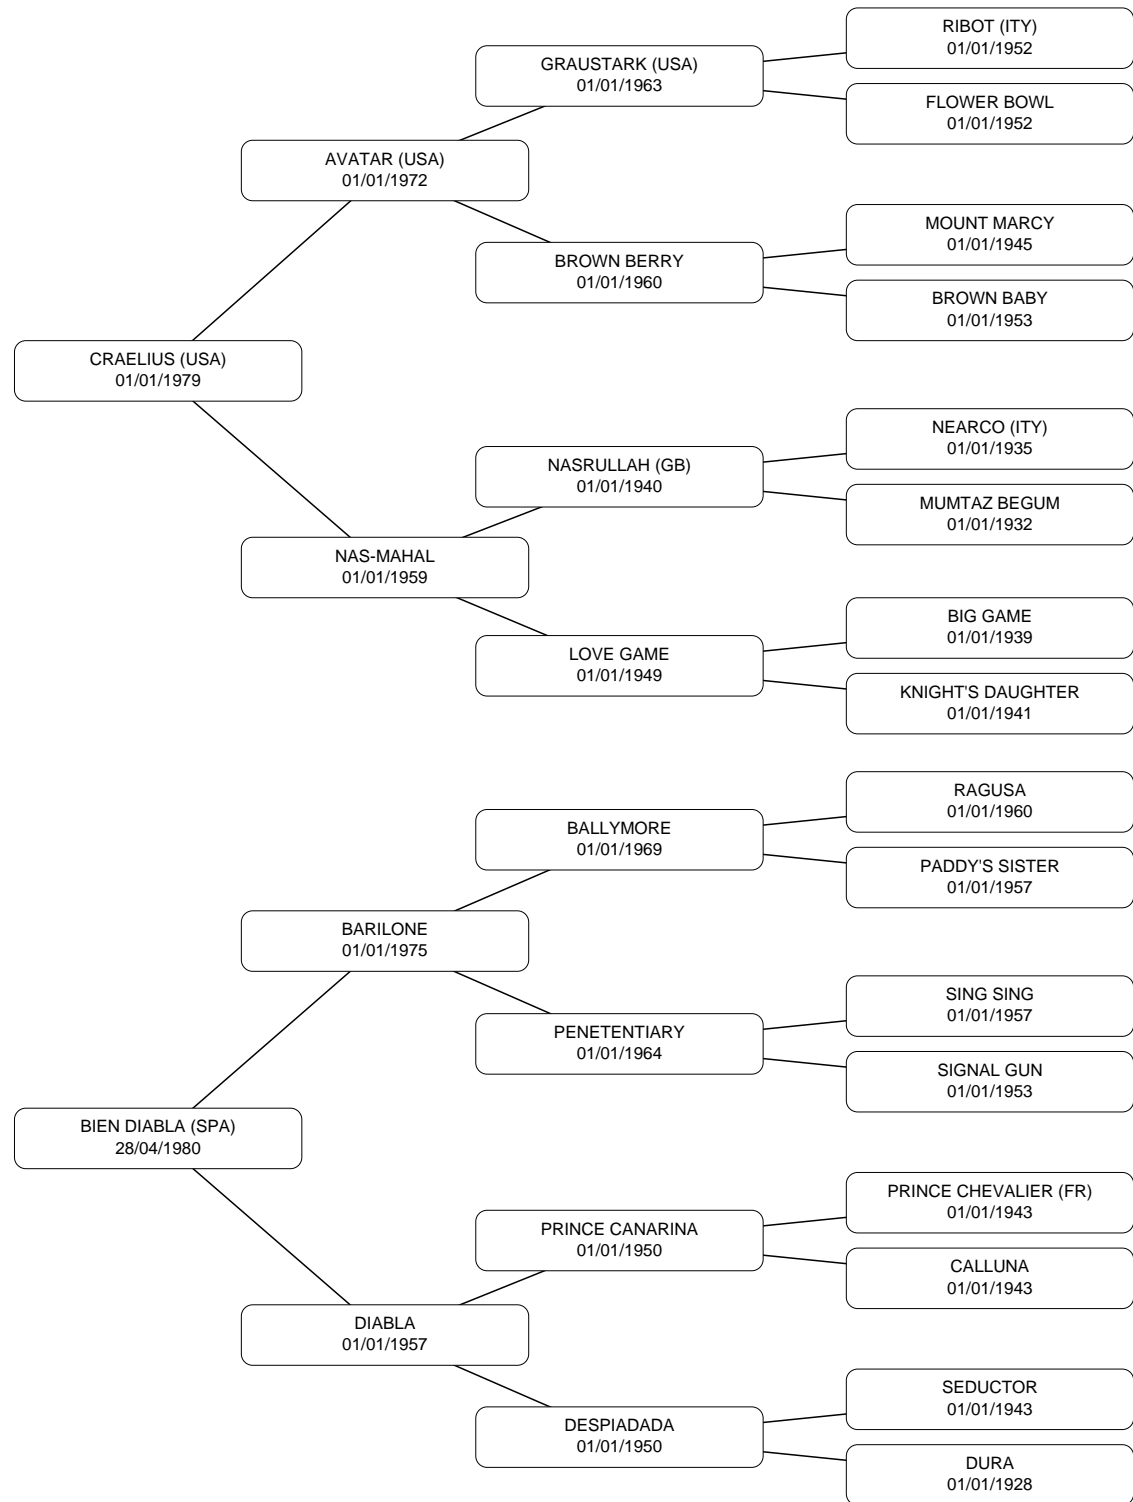 RIBOT (ITY)
01/01/1952
GRAUSTARK (USA)
01/01/1963
FLOWER BOWL
01/01/1952
AVATAR (USA)
01/01/1972
MOUNT MARCY
01/01/1945
BROWN BERRY
01/01/1960
BROWN BABY
01/01/1953
CRAELIUS (USA)
01/01/1979
NEARCO (ITY)
01/01/1935
NASRULLAH (GB)
01/01/1940
MUMTAZ BEGUM
01/01/1932
NAS-MAHAL
01/01/1959
BIG GAME
01/01/1939
LOVE GAME
01/01/1949
KNIGHT'S DAUGHTER
01/01/1941
RAGUSA
01/01/1960
BALLYMORE
01/01/1969
PADDY'S SISTER
01/01/1957
BARILONE
01/01/1975
SING SING
01/01/1957
PENETENTIARY
01/01/1964
SIGNAL GUN
01/01/1953
BIEN DIABLA (SPA)
28/04/1980
PRINCE CHEVALIER (FR)
01/01/1943
PRINCE CANARINA
01/01/1950
CALLUNA
01/01/1943
DIABLA
01/01/1957
SEDUCTOR
01/01/1943
DESPIADADA
01/01/1950
DURA
01/01/1928